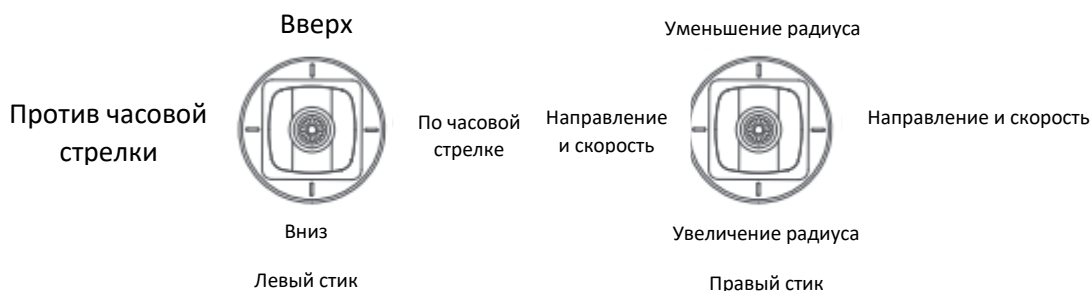 Вверх
Уменьшение радиуса
Против часовой
стрелки
По часовой
стрелке
Направление
и скорость
Направление и скорость
Вниз
Увеличение радиуса
Левый стик
Правый стик